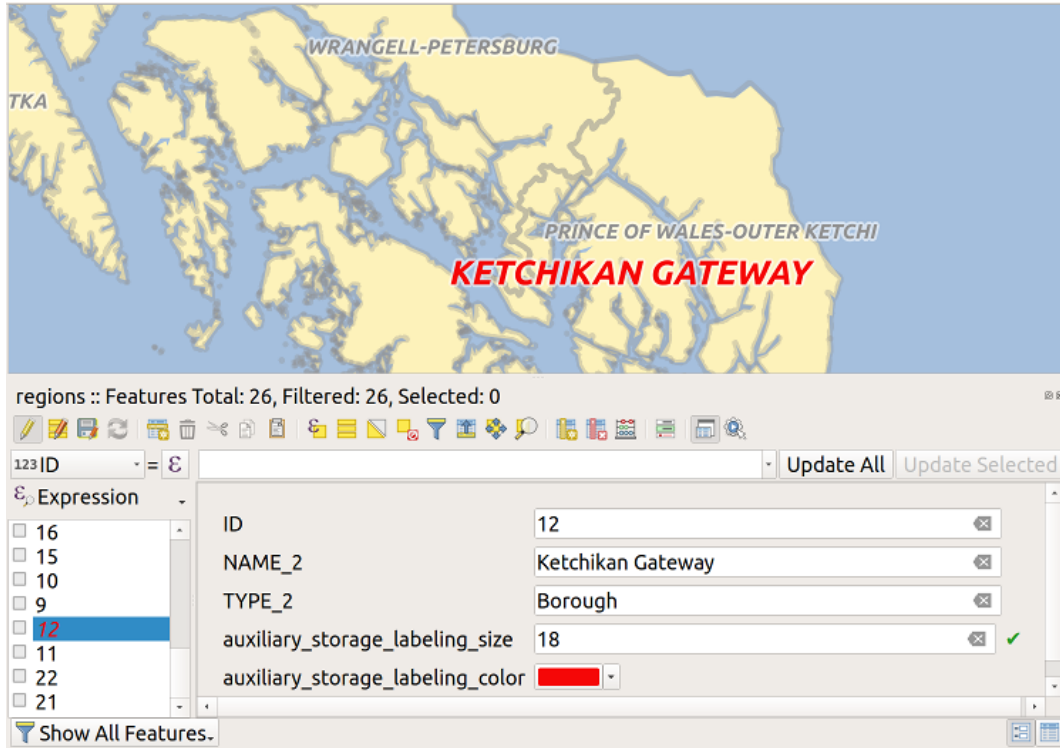 WRANGELL-PETERSBURG
TKA
PRINCE OF WALES-OUTER KETCHI
KETCHIKAN GATEWAY
regions :: Features Total: 26, Filtered: 26, Selected: 0
123 ID = ε Update All Update Selected
Expression
16
15
10
9
12
11
22
21
ID 12
NAME_2 Ketchikan Gateway
TYPE_2 Borough
auxiliary_storage_labeling_size 18
auxiliary_storage_labeling_color
Show All Features